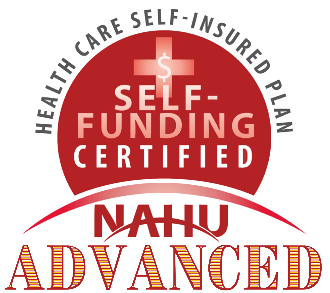 HEALTH CARE SELF-INSURED PLAN
$
SELF-
FUNDING
CERTIFIED
NAHU
ADVANCED